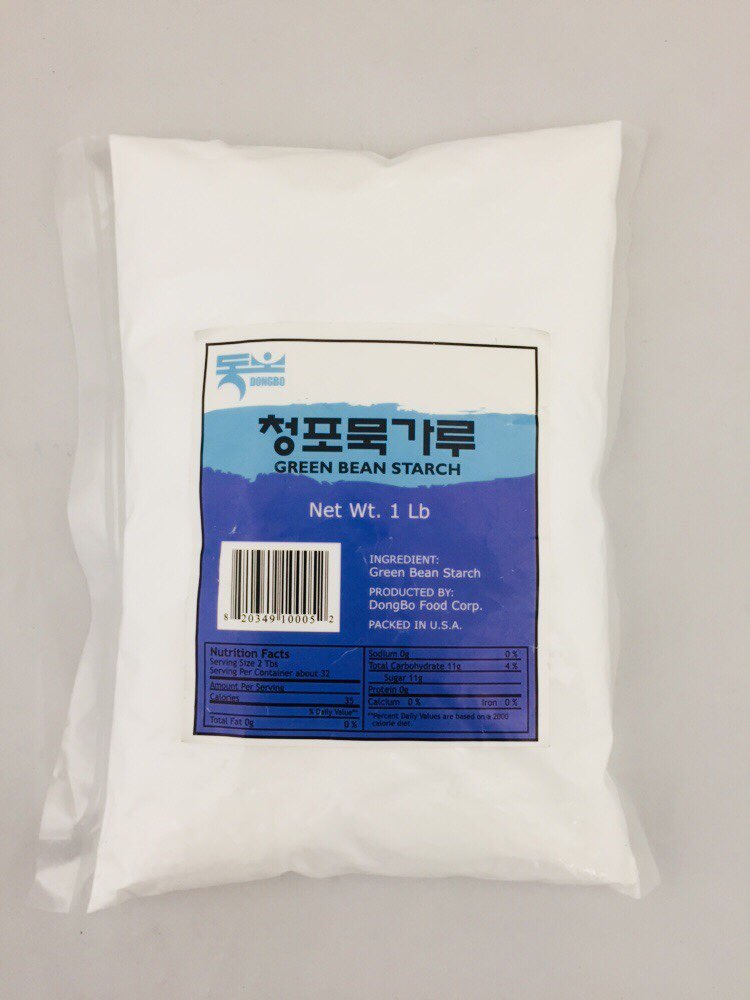 동보
DONGBO
청포묵가루
GREEN BEAN STARCH
Net Wt. 1 Lb
INGREDIENT:
Green Bean Starch
PRODUCTED BY:
DongBo Food Corp.
PACKED IN U.S.A.
8 20349 10005 2
Nutrition Facts
Serving Size 2 Tbs
Serving Per Container about 32
Amount Per Serving
Calories 35
% Daily Value**
Total Fat 0g 0%
Sodium 0g 0%
Total Carbohydrate 11g 4%
Sugar 11g
Protein 0g
Calcium 0% Iron 0%
**Percent Daily Values are based on a 2000
calorie diet.